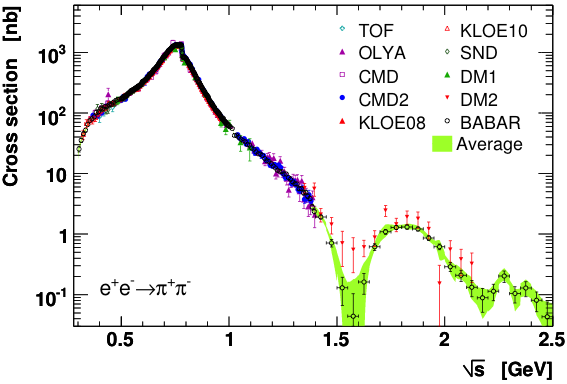 Cross section [nb]
10³
10²
10
1
10⁻¹
TOF
OLYA
CMD
CMD2
KLOE08
KLOE10
SND
DM1
DM2
BABAR
Average
e⁺e⁻→π⁺π⁻
0.5 1 1.5 2 2.5
√s [GeV]